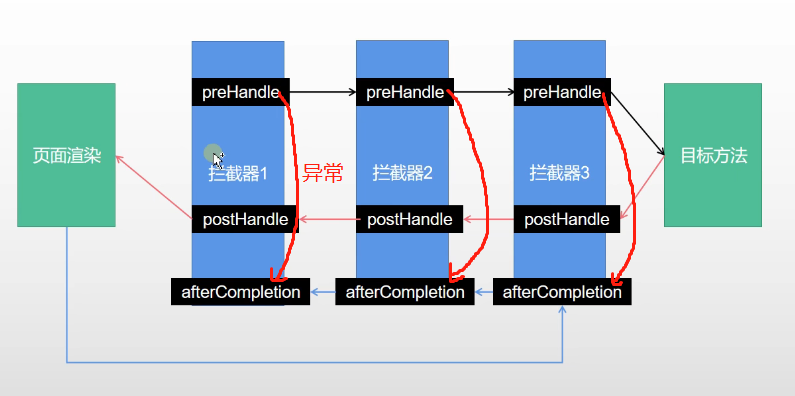 preHandle
preHandle
preHandle
页面渲染
拦截器1
异常
拦截器2
拦截器3
目标方法
postHandle
postHandle
postHandle
afterCompletion
afterCompletion
afterCompletion